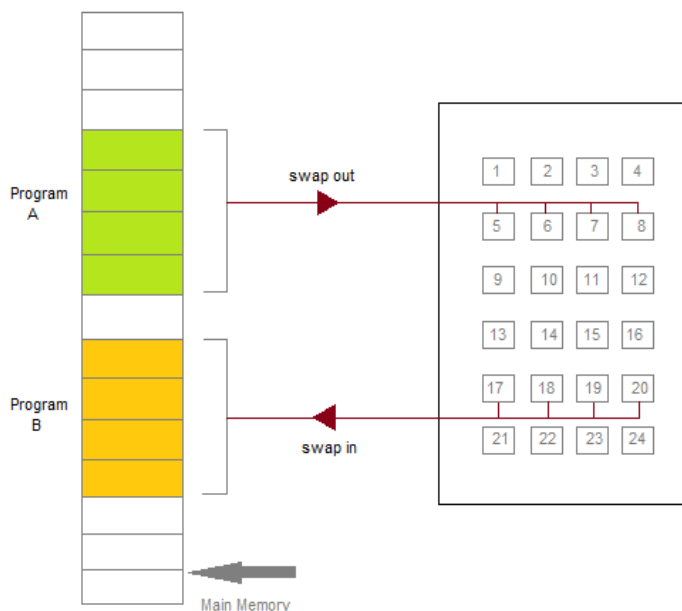 Program
A
swap out
1 2 3 4
5 6 7 8
9 10 11 12
13 14 15 16
Program
B
17 18 19 20
swap in
21 22 23 24
Main Memory